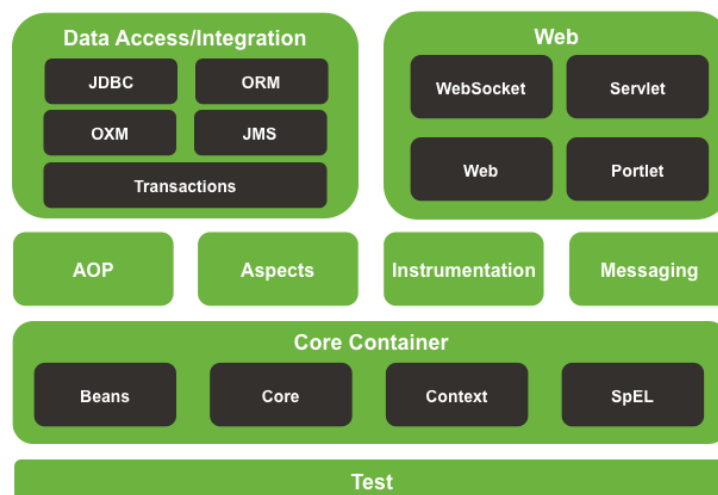 Data Access/Integration
JDBC
ORM
OXM
JMS
Transactions
Web
WebSocket
Servlet
Web
Portlet
AOP
Aspects
Instrumentation
Messaging
Core Container
Beans
Core
Context
SpEL
Test